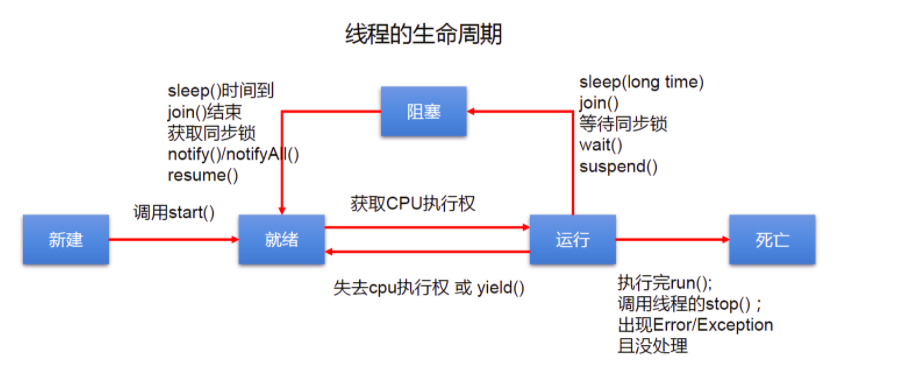 线程的生命周期
sleep()时间到
join()结束
获取同步锁
notify()/notifyAll()
resume()
阻塞
sleep(long time)
join()
等待同步锁
wait()
suspend()
调用start()
获取CPU执行权
新建
就绪
运行
死亡
失去cpu执行权 或 yield()
执行完run();
调用线程的stop() ;
出现Error/Exception
且没处理